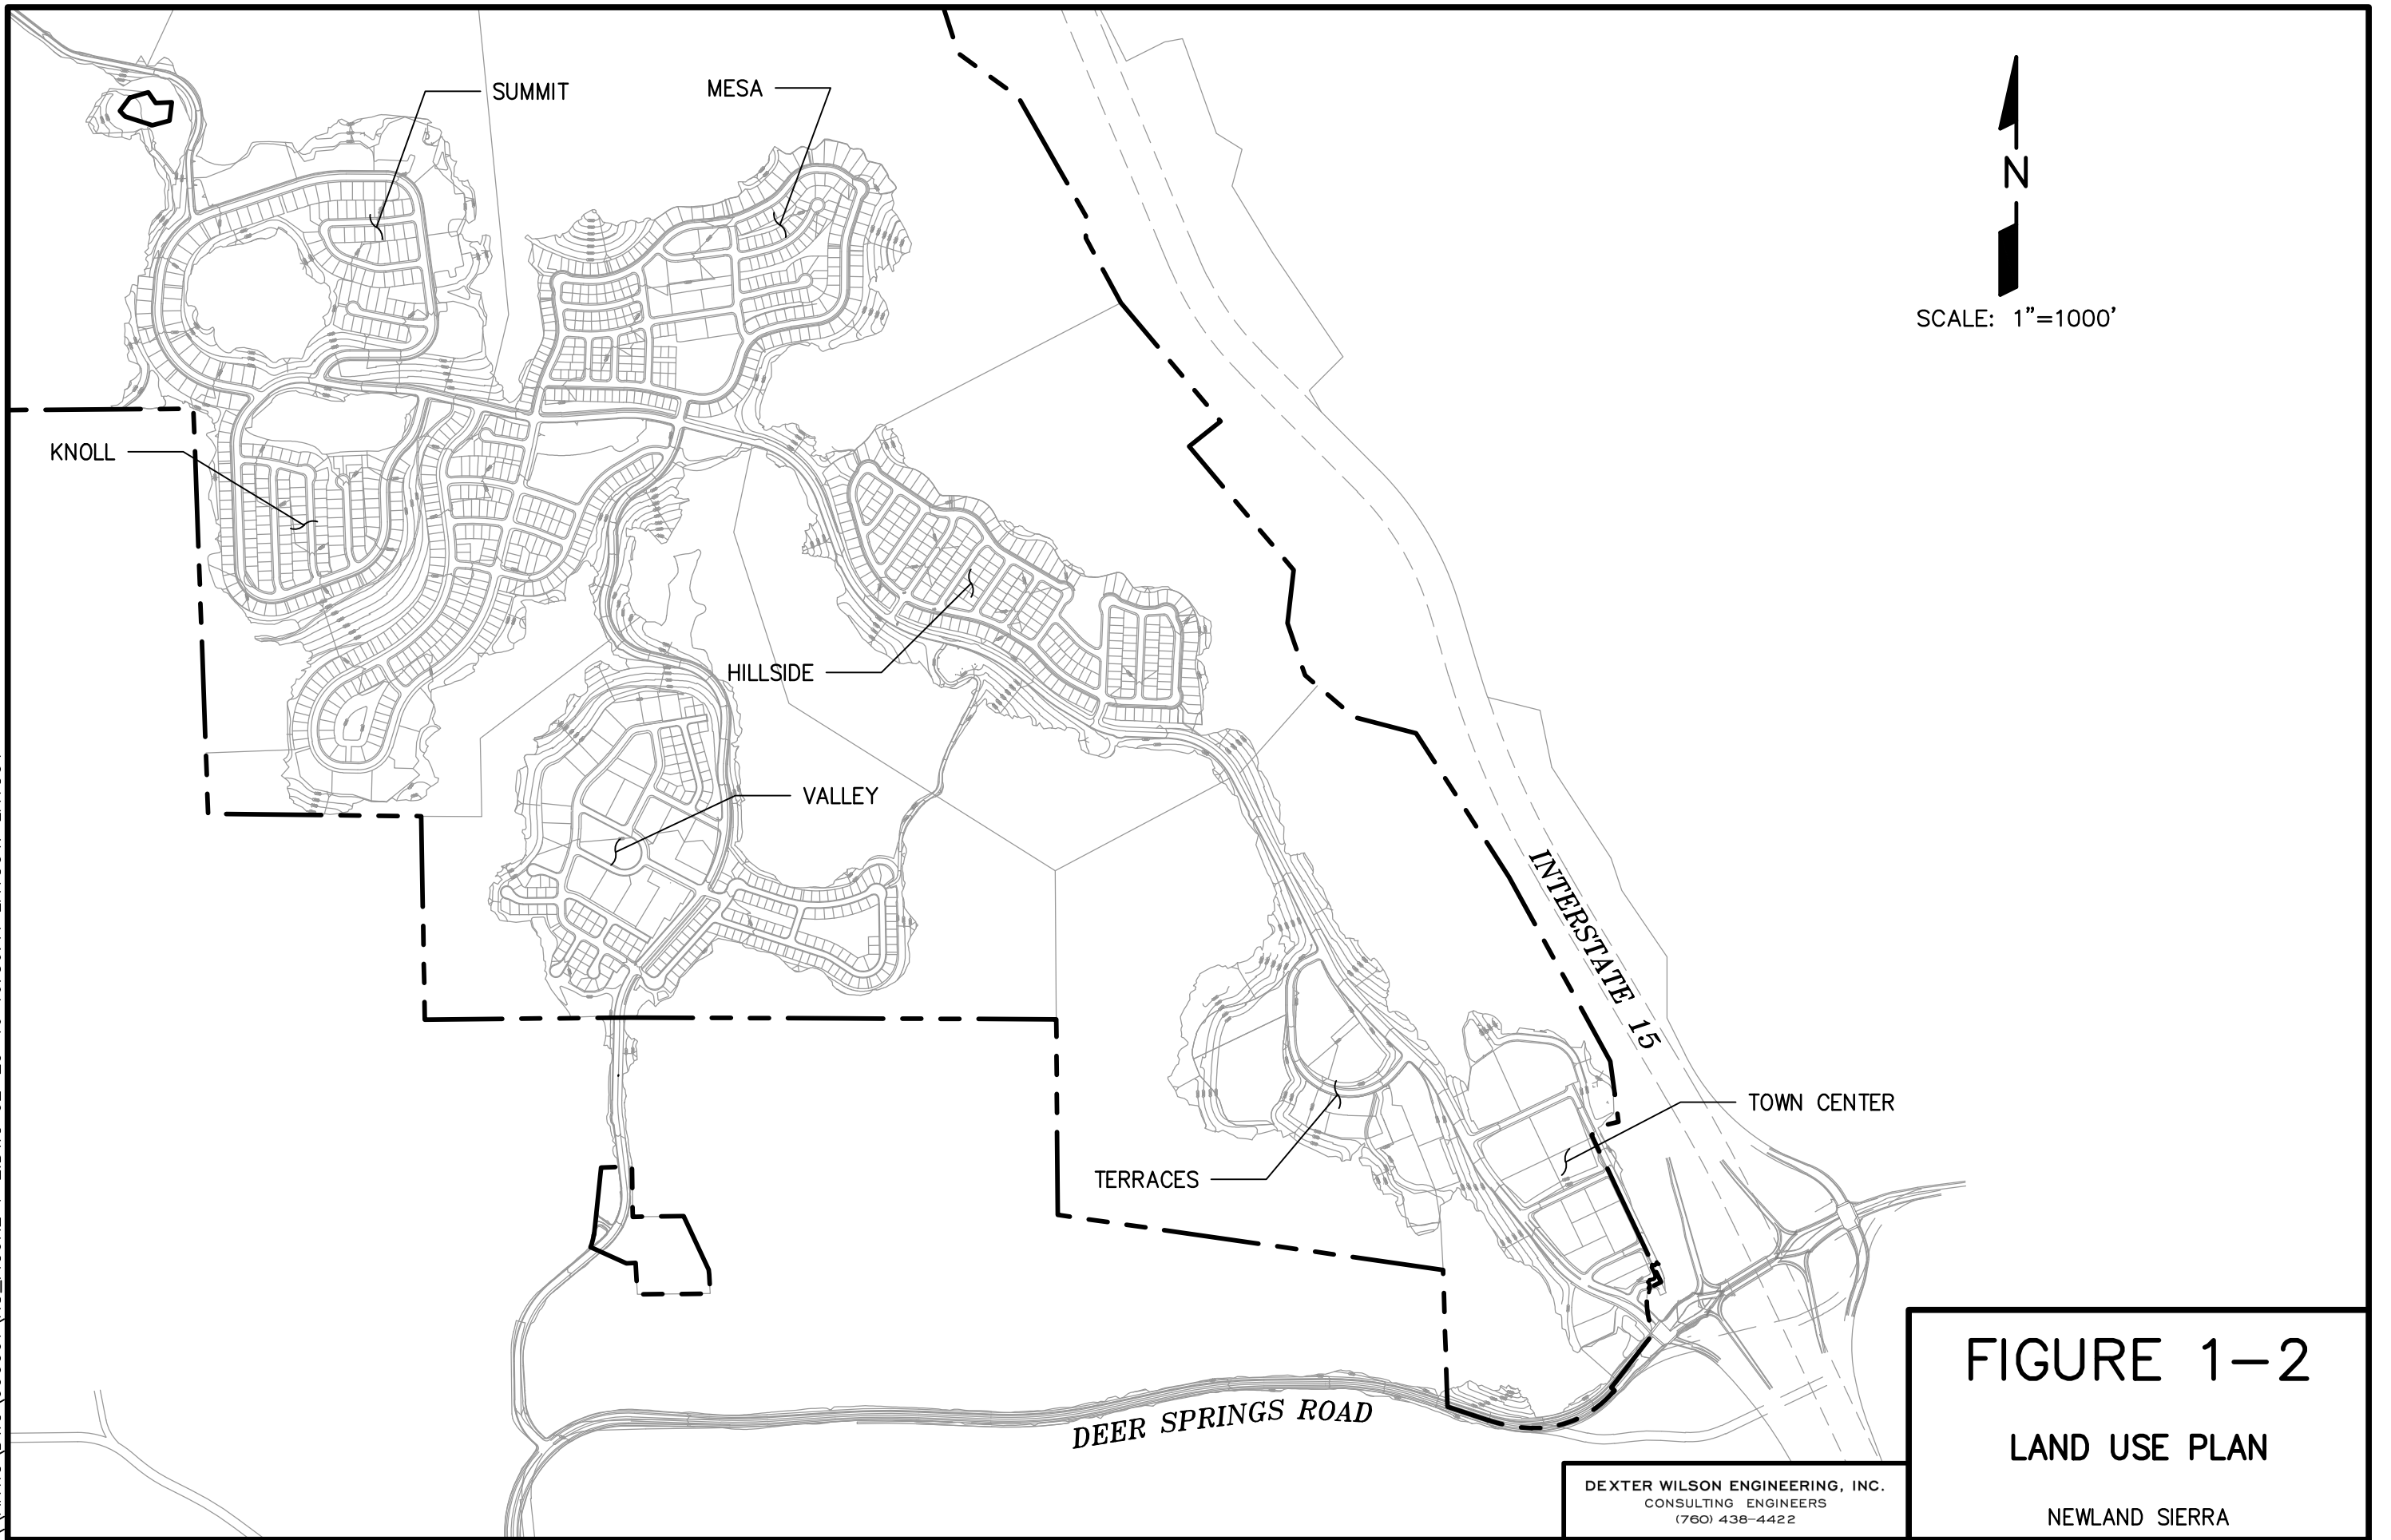 SUMMIT
MESA
N
SCALE: 1"=1000'
KNOLL
HILLSIDE
VALLEY
INTERSTATE 15
TOWN CENTER
TERRACES
DEER SPRINGS ROAD
FIGURE 1-2
LAND USE PLAN
NEWLAND SIERRA
DEXTER WILSON ENGINEERING, INC.
CONSULTING ENGINEERS
(760) 438-4422